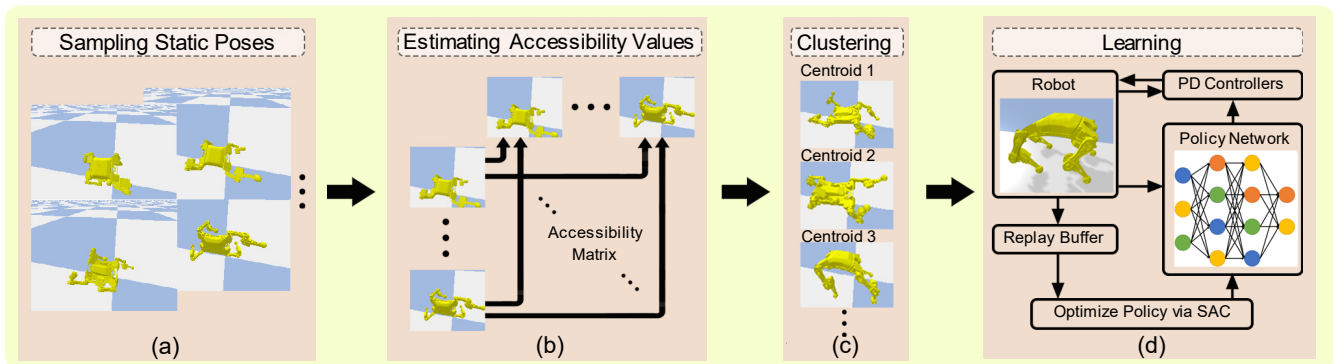 Sampling Static Poses
(a)
Estimating Accessibility Values
Accessibility
Matrix
(b)
Clustering
Centroid 1
Centroid 2
Centroid 3
(c)
Learning
Robot
PD Controllers
Policy Network
Replay Buffer
Optimize Policy via SAC
(d)